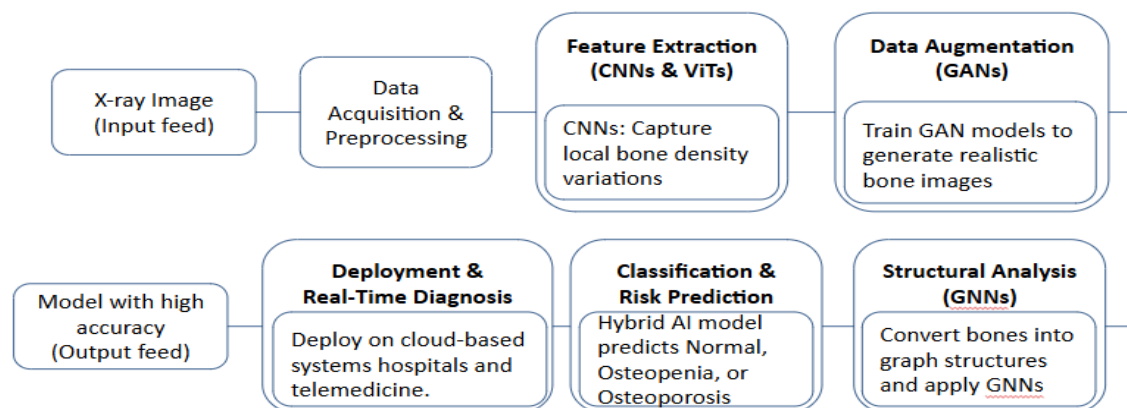 X-ray Image
(Input feed)
Data
Acquisition &
Preprocessing
Feature Extraction
(CNNs & ViTs)
CNNs: Capture
local bone density
variations
Data Augmentation
(GANs)
Train GAN models to
generate realistic
bone images
Model with high
accuracy
(Output feed)
Deployment &
Real-Time Diagnosis
Deploy on cloud-based
systems hospitals and
telemedicine.
Classification &
Risk Prediction
Hybrid AI model
predicts Normal,
Osteopenia, or
Osteoporosis
Structural Analysis
(GNNs)
Convert bones into
graph structures
and apply GNNs